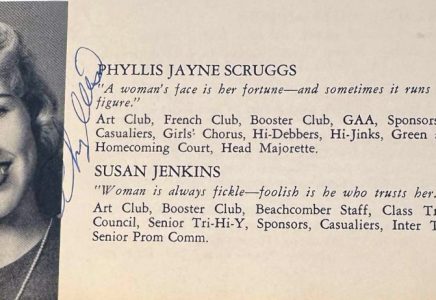 PHYLLIS JAYNE SCRUGGS
"A woman's face is her fortune—and sometimes it runs
figure."
Art Club, French Club, Booster Club, GAA, Sponsors
Casualiers, Girls' Chorus, Hi-Debbers, Hi-Jinks, Green
Homecoming Court, Head Majorette.
SUSAN JENKINS
"Woman is always fickle—foolish is he who trusts her.
Art Club, Booster Club, Beachcomber Staff, Class
Council, Senior Tri-Hi-Y, Sponsors, Casualiers, Inter
Senior Prom Comm.